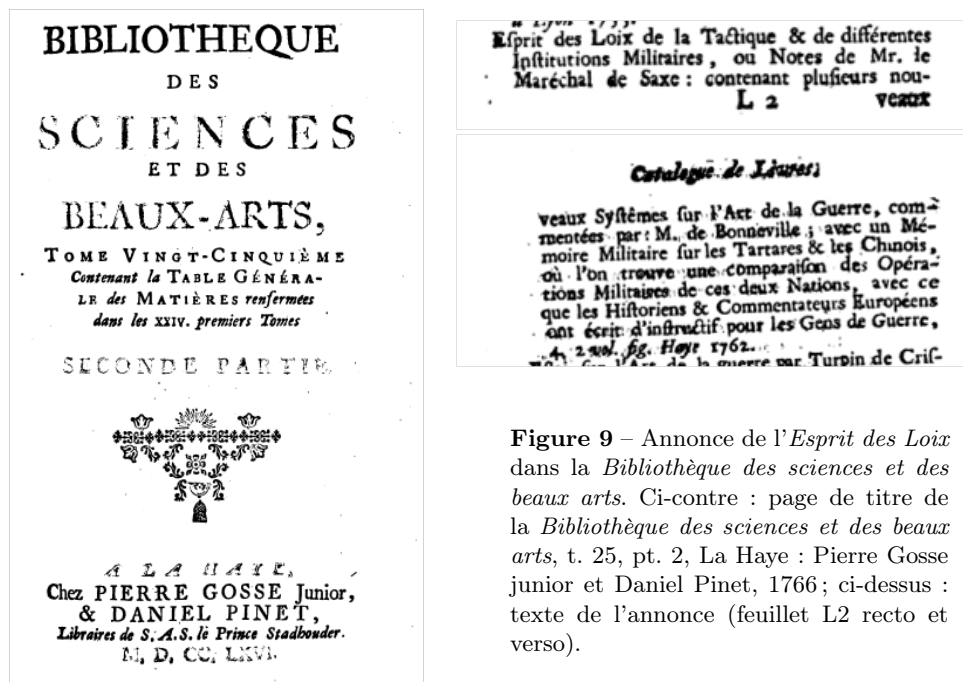 BIBLIOTHEQUE
DES
SCIENCES
ET DES
BEAUX-ARTS,
TOME VINGT-CINQUIÈME
Contenant la TABLE GÉNÉRA-
LE des MATIÈRES renfermées
dans les XXIV. premiers Tomes
SECONDE PARTIE.
A LA HAYE,
Chez PIERRE GOSSE Junior,
& DANIEL PINET,
Libraires de S. A. S. le Prince Stadhouder.
M. D. CC. LXVI.
Eſprit des Loix de la Tactique & de différentes
Inſtitutions Militaires, ou Notes de Mr. le
Maréchal de Saxe : contenant pluſieurs nou-
L 2 veaux
Catalogue de Livres.
veaux Syſtêmes ſur l'Art de la Guerre, com-
mentées par : M. de Bonneville ; avec un Mé-
moire Militaire ſur les Tartares & les Chinois,
où l'on trouve une comparaiſon des Opéra-
tions Militaires de ces deux Nations, avec ce
que les Hiſtoriens & Commentateurs Européens
ont écrit d'inſtructif pour les Gens de Guerre,
4. 2 vol. fig. Haye 1762.
l'Art de la guerre par Turpin de Criſ-
Figure 9 – Annonce de l'Esprit des Loix
dans la Bibliothèque des sciences et des
beaux arts. Ci-contre : page de titre de
la Bibliothèque des sciences et des beaux
arts, t. 25, pt. 2, La Haye : Pierre Gosse
junior et Daniel Pinet, 1766 ; ci-dessus :
texte de l'annonce (feuillet L2 recto et
verso).